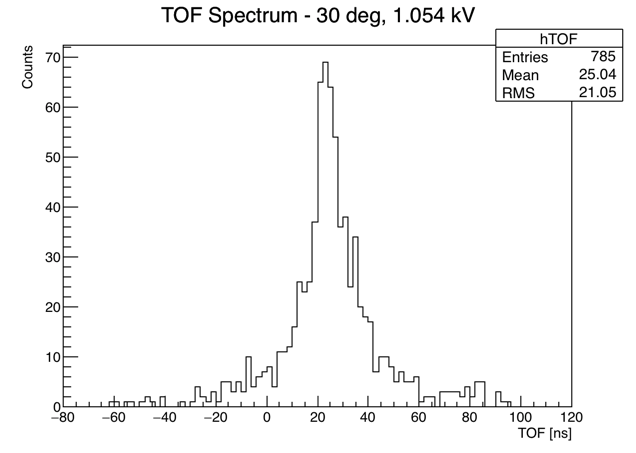 TOF Spectrum - 30 deg, 1.054 kV
hTOF
Entries 785
Mean 25.04
RMS 21.05
Counts
70
60
50
40
30
20
10
0
−80 −60 −40 −20 0 20 40 60 80 100 120
TOF [ns]